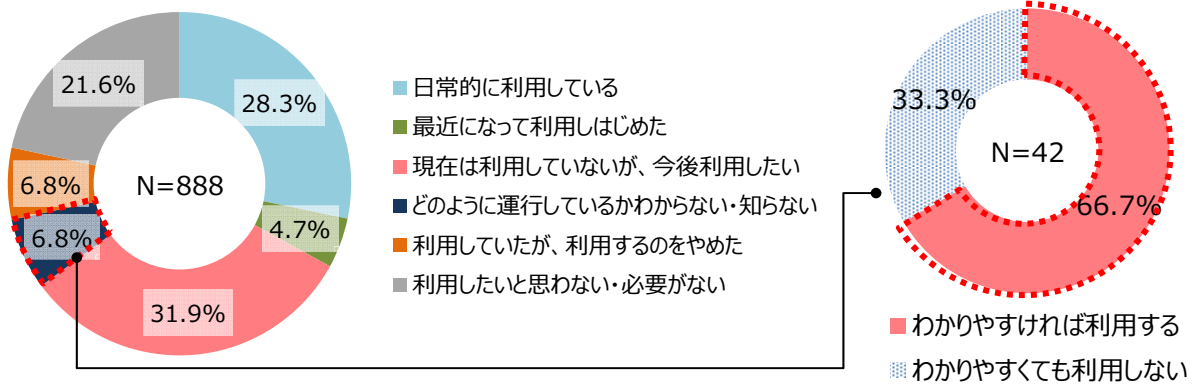 21.6%
28.3%
6.8%
N=888
6.8%
4.7%
31.9%
日常的に利用している
最近になって利用しはじめた
現在は利用していないが、今後利用したい
どのように運行しているかわからない・知らない
利用していたが、利用するのをやめた
利用したいと思わない・必要がない
33.3%
N=42
66.7%
わかりやすければ利用する
わかりやすくても利用しない